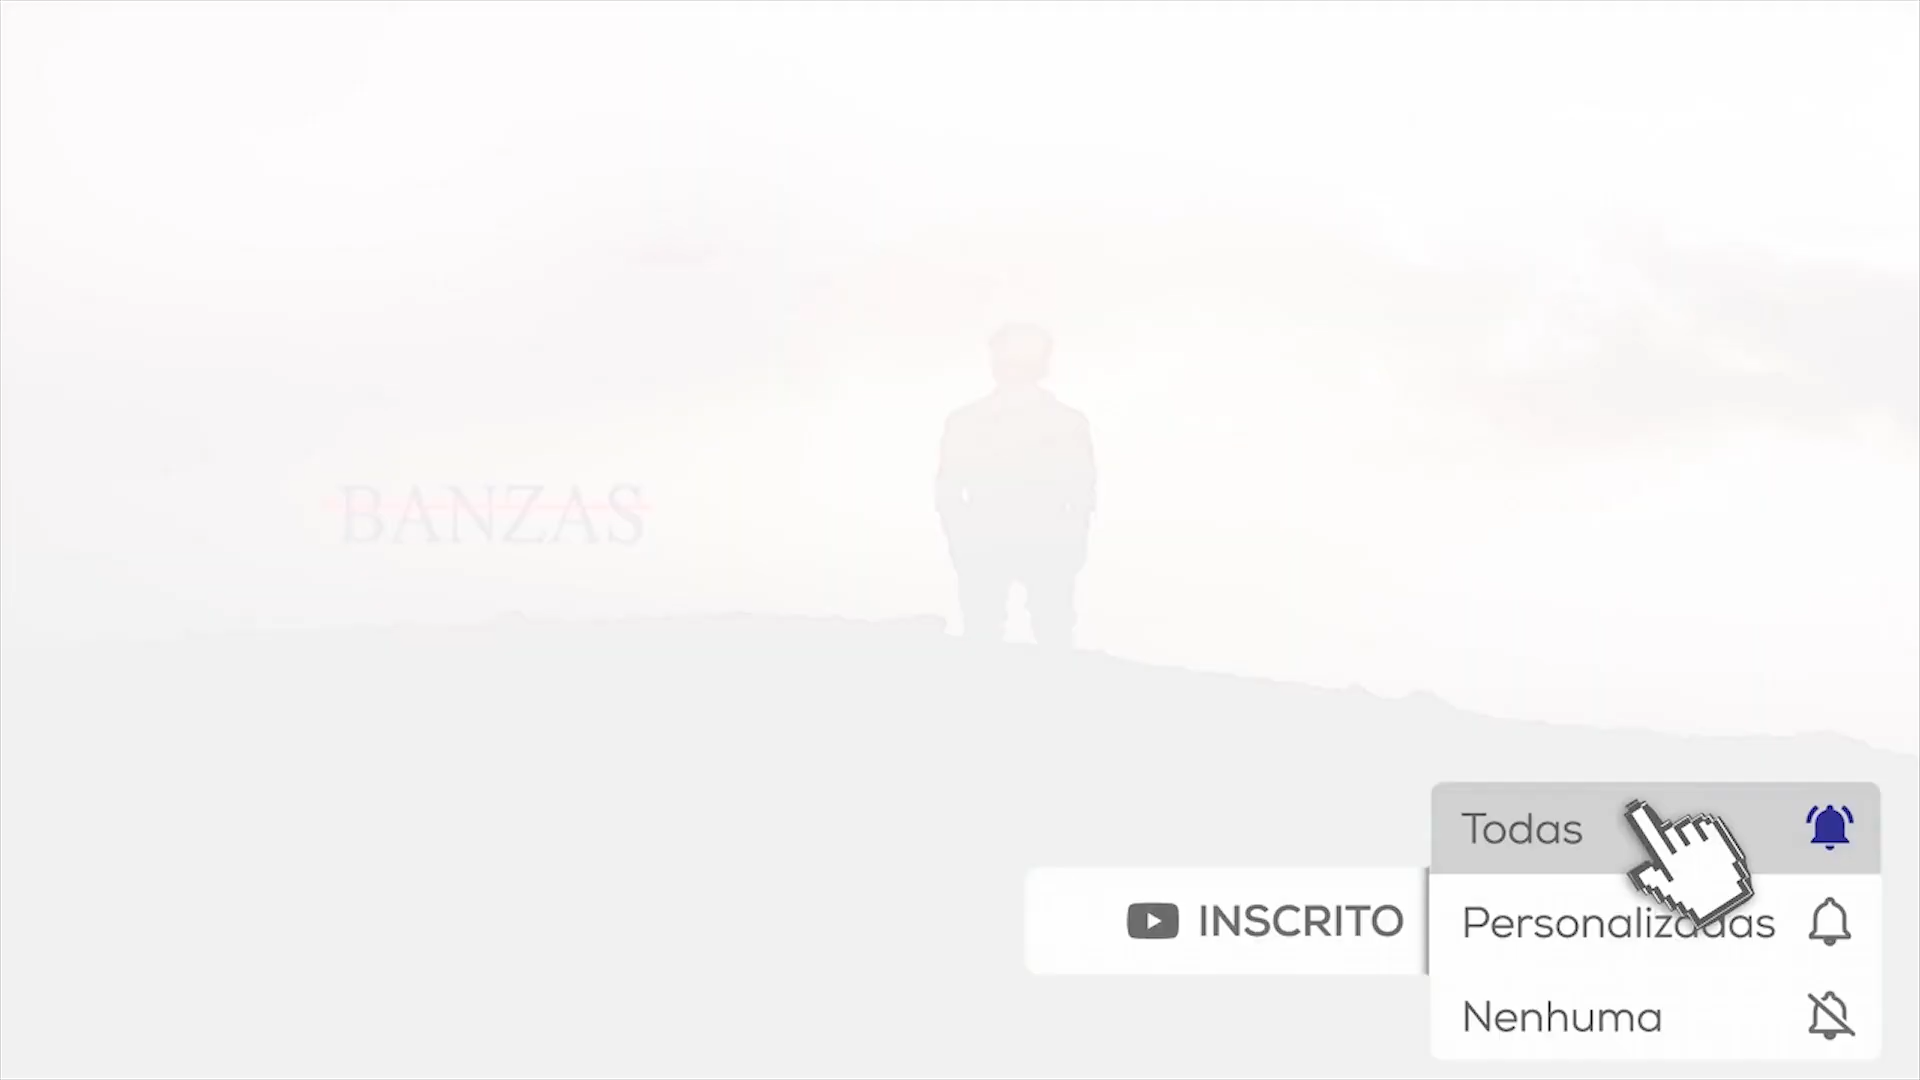 BANZAS
Todas
INSCRITO
Personalizadas
Nenhuma